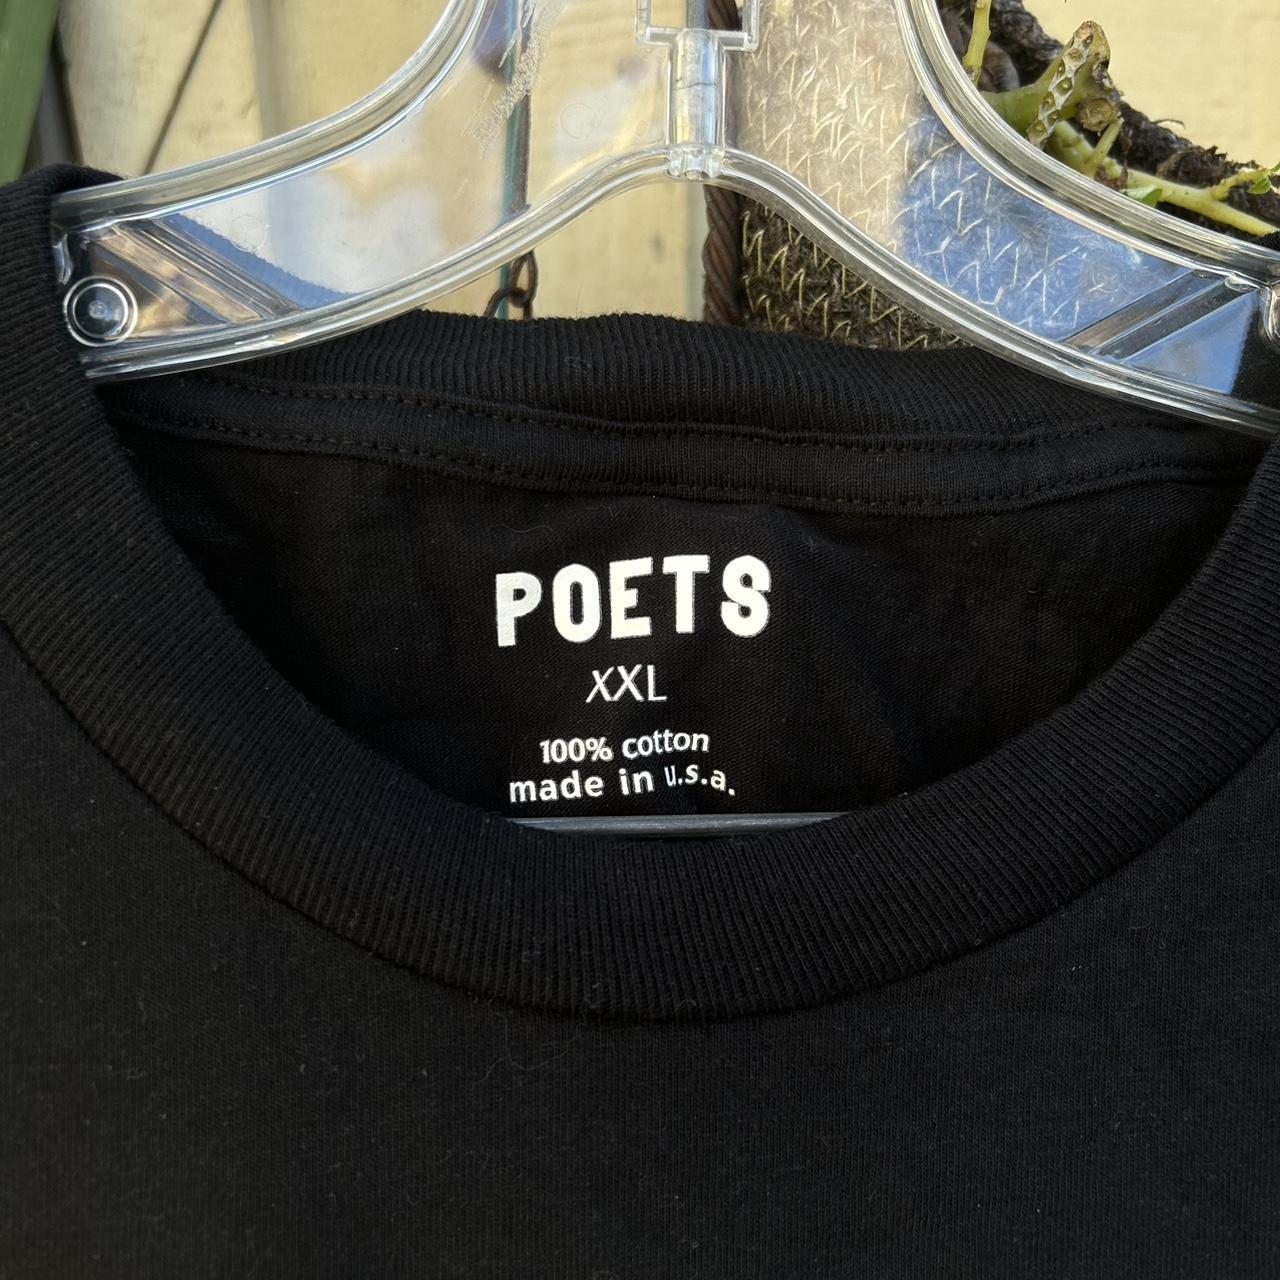 POETS
XXL
100% cotton
made in u.s.a.